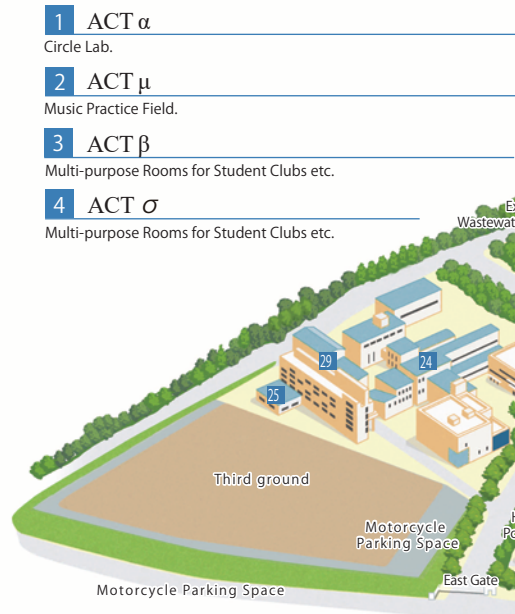 1 ACT α
Circle Lab.
2 ACT μ
Music Practice Field.
3 ACT β
Multi-purpose Rooms for Student Clubs etc.
4 ACT σ
Multi-purpose Rooms for Student Clubs etc.
29
24
25
Third ground
Motorcycle
Parking Space
East Gate
Motorcycle Parking Space